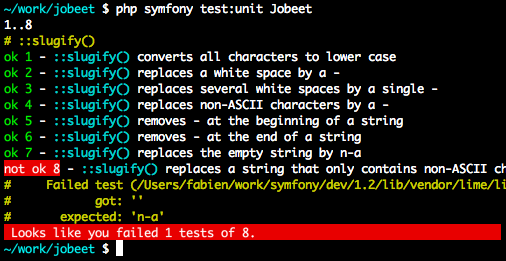 ~/work/jobeet $ php symfony test:unit Jobeet
1..8
# ::slugify()
ok 1 - ::slugify() converts all characters to lower case
ok 2 - ::slugify() replaces a white space by a -
ok 3 - ::slugify() replaces several white spaces by a single -
ok 4 - ::slugify() replaces non-ASCII characters by a -
ok 5 - ::slugify() removes - at the beginning of a string
ok 6 - ::slugify() removes - at the end of a string
ok 7 - ::slugify() replaces the empty string by n-a
not ok 8 - ::slugify() replaces a string that only contains non-ASCII ch
#     Failed test (/Users/fabien/work/symfony/dev/1.2/lib/vendor/lime/li
#            got: ''
#       expected: 'n-a'
Looks like you failed 1 tests of 8.
~/work/jobeet $